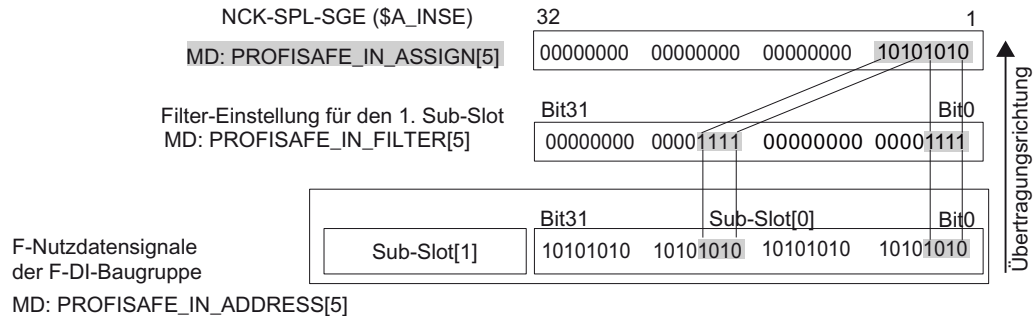 NCK-SPL-SGE ($A_INSE) 32 1
MD: PROFISAFE_IN_ASSIGN[5] 00000000 00000000 00000000 10101010
Filter-Einstellung für den 1. Sub-Slot Bit31 Bit0
MD: PROFISAFE_IN_FILTER[5] 00000000 00001111 00000000 00001111
Bit31 Sub-Slot[0] Bit0
F-Nutzdatensignale Sub-Slot[1] 10101010 10101010 10101010 10101010
der F-DI-Baugruppe
MD: PROFISAFE_IN_ADDRESS[5]
Übertragungsrichtung